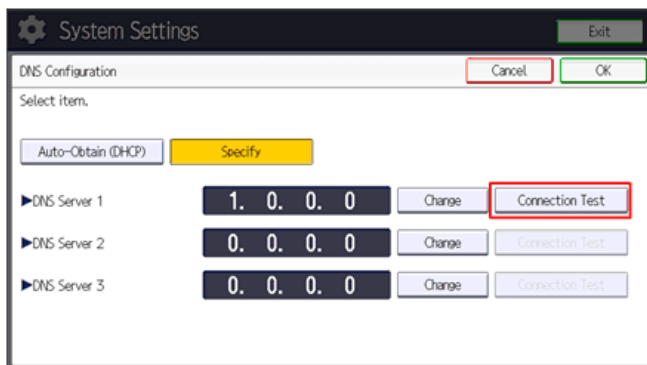 System Settings Exit
DNS Configuration Cancel OK
Select item.
Auto-Obtain (DHCP) Specify
►DNS Server 1 1. 0. 0. 0 Change Connection Test
►DNS Server 2 0. 0. 0. 0 Change Connection Test
►DNS Server 3 0. 0. 0. 0 Change Connection Test